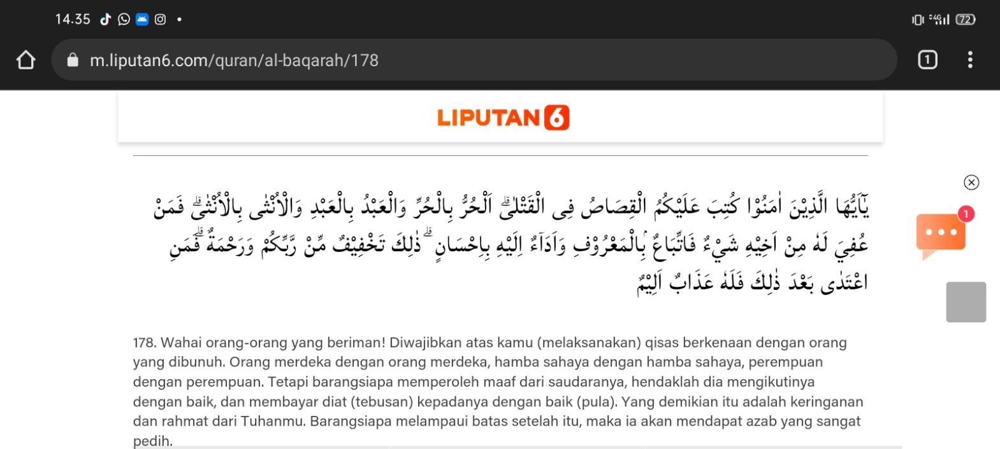 14.35
4G
72
m.liputan6.com/quran/al-baqarah/178
1
LIPUTAN6
يٰٓاَيُّهَا الَّذِيْنَ اٰمَنُوْا كُتِبَ عَلَيْكُمُ الْقِصَاصُ فِى الْقَتْلٰىۗ اَلْحُرُّ بِالْحُرِّ وَالْعَبْدُ بِالْعَبْدِ وَالْاُنْثٰى بِالْاُنْثٰىۗ فَمَنْ
عُفِيَ لَهٗ مِنْ اَخِيْهِ شَيْءٌ فَاتِّبَاعٌۢ بِالْمَعْرُوْفِ وَاَدَاۤءٌ اِلَيْهِ بِاِحْسَانٍ ۗذٰلِكَ تَخْفِيْفٌ مِّنْ رَّبِّكُمْ وَرَحْمَةٌ ۗفَمَنِ
اعْتَدٰى بَعْدَ ذٰلِكَ فَلَهٗ عَذَابٌ اَلِيْمٌ
1
178. Wahai orang-orang yang beriman! Diwajibkan atas kamu (melaksanakan) qisas berkenaan dengan orang
yang dibunuh. Orang merdeka dengan orang merdeka, hamba sahaya dengan hamba sahaya, perempuan
dengan perempuan. Tetapi barangsiapa memperoleh maaf dari saudaranya, hendaklah dia mengikutinya
dengan baik, dan membayar diat (tebusan) kepadanya dengan baik (pula). Yang demikian itu adalah keringanan
dan rahmat dari Tuhanmu. Barangsiapa melampaui batas setelah itu, maka ia akan mendapat azab yang sangat
pedih.